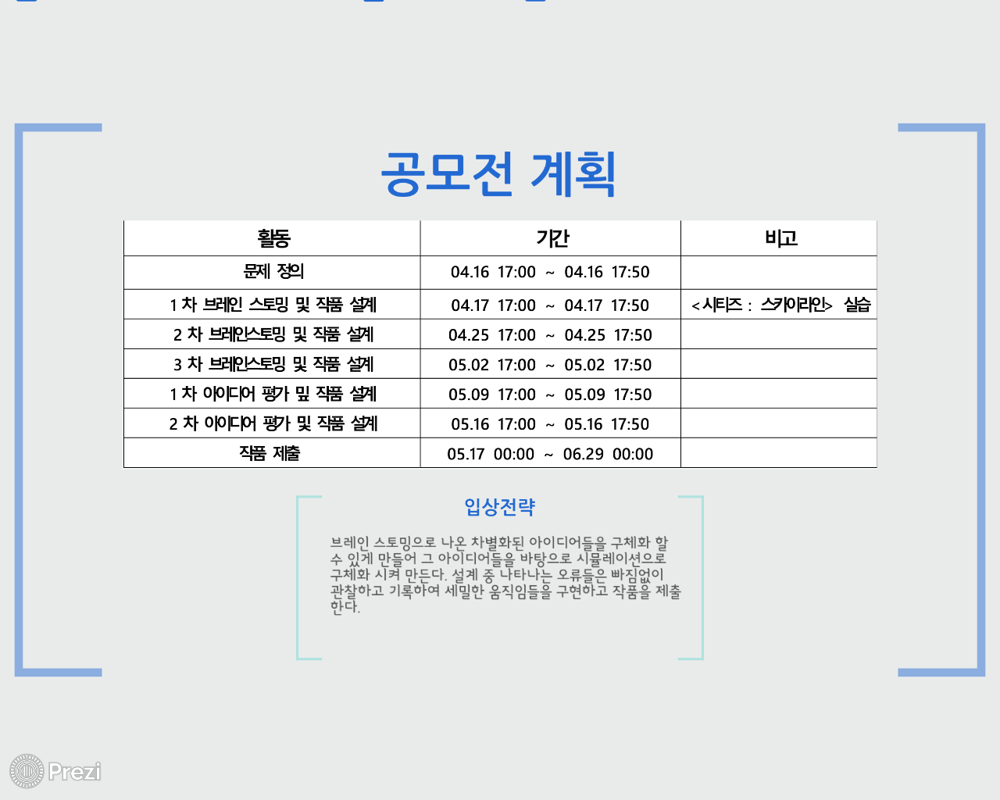 공모전 계획
활동 기간 비고
문제 정의 04.16 17:00 ~ 04.16 17:50
1차 브레인 스토밍 및 작품 설계 04.17 17:00 ~ 04.17 17:50 <시티즈 : 스카이라인> 실습
2차 브레인스토밍 및 작품 설계 04.25 17:00 ~ 04.25 17:50
3차 브레인스토밍 및 작품 설계 05.02 17:00 ~ 05.02 17:50
1차 아이디어 평가 및 작품 설계 05.09 17:00 ~ 05.09 17:50
2차 아이디어 평가 및 작품 설계 05.16 17:00 ~ 05.16 17:50
작품 제출 05.17 00:00 ~ 06.29 00:00
입상전략
브레인 스토밍으로 나온 차별화된 아이디어들을 구체화 할
수 있게 만들어 그 아이디어들을 바탕으로 시뮬레이션으로
구체화 시켜 만든다. 설계 중 나타나는 오류들은 빠짐없이
관찰하고 기록하여 세밀한 움직임들을 구현하고 작품을 제출
한다.
Prezi